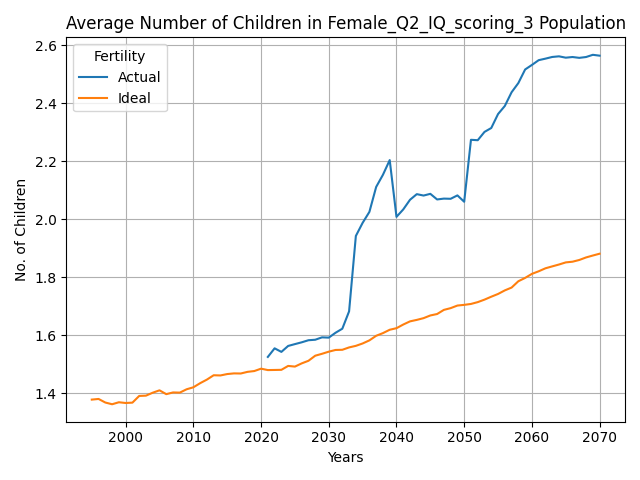 Average Number of Children in Female_Q2_IQ_scoring_3 Population
Fertility
Actual
Ideal
2.6
2.4
2.2
2.0
1.8
1.6
1.4
No. of Children
2000 2010 2020 2030 2040 2050 2060 2070
Years